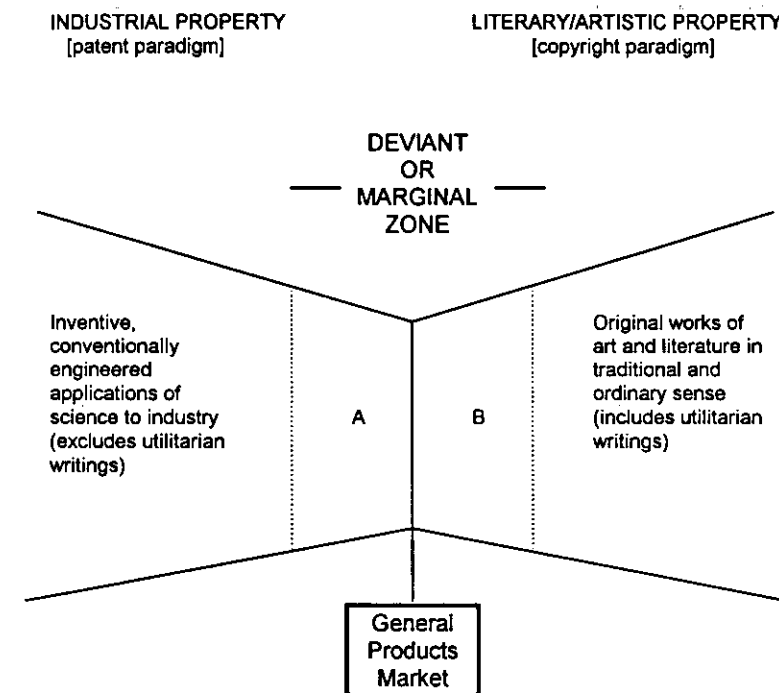 INDUSTRIAL PROPERTY
[patent paradigm]
LITERARY/ARTISTIC PROPERTY
[copyright paradigm]
DEVIANT
OR
MARGINAL
ZONE
Inventive,
conventionally
engineered
applications of
science to industry
(excludes utilitarian
writings)
A
B
Original works of
art and literature in
traditional and
ordinary sense
(includes utilitarian
writings)
General
Products
Market